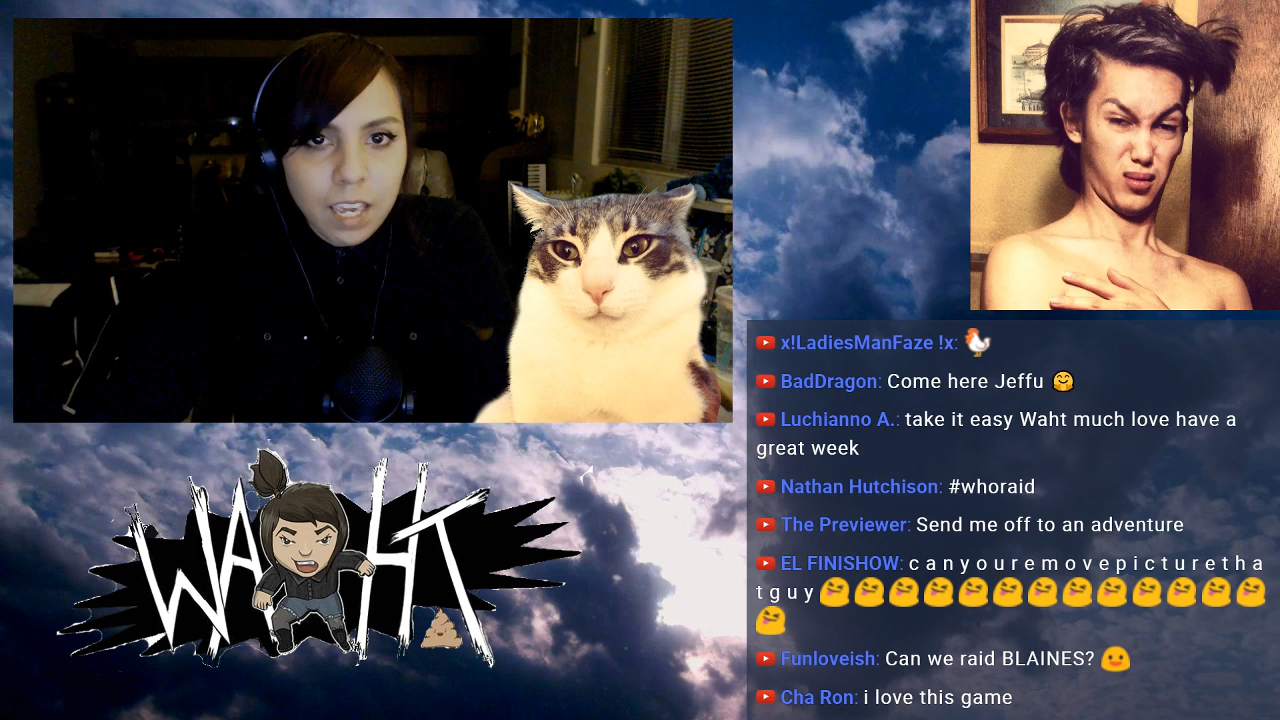 WAHT
x!LadiesManFaze !x: 🐓
BadDragon: Come here Jeffu 🤗
Luchianno A.: take it easy Waht much love have a
great week
Nathan Hutchison: #whoraid
The Previewer: Send me off to an adventure
EL FINISHOW: c a n y o u r e m o v e p i c t u r e t h a
t g u y 😝😝😝😝😝😝😝😝😝😝😝😝😝
😝
Funloveish: Can we raid BLAINES? 😛
Cha Ron: i love this game